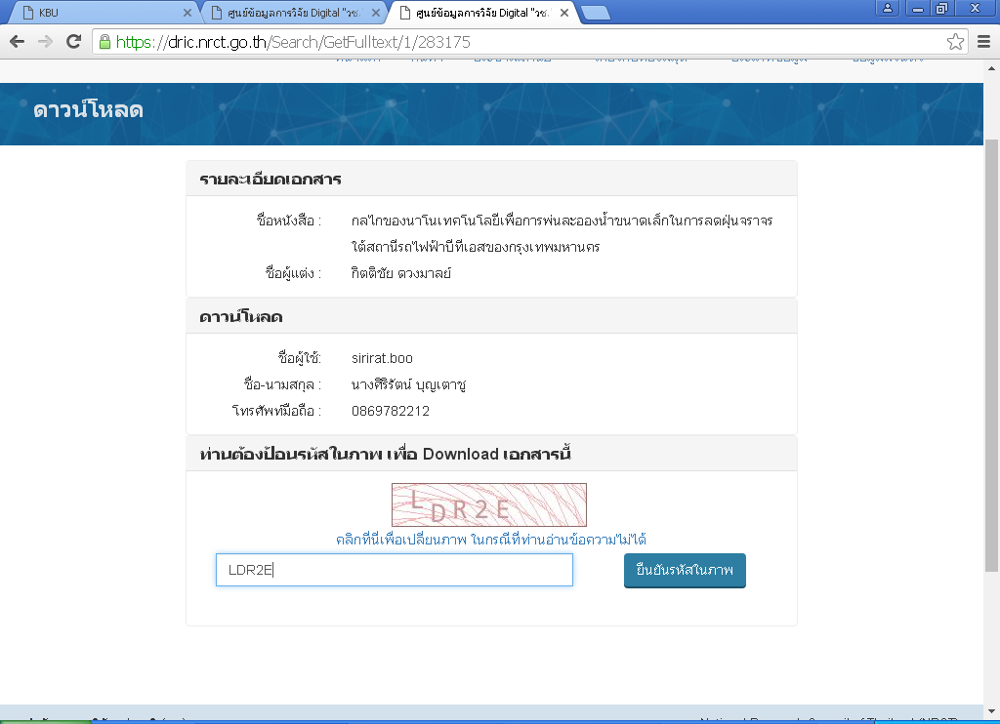 KBU
ศูนย์ข้อมูลการวิจัย Digital "วช.
ศูนย์ข้อมูลการวิจัย Digital "วช.
https://dric.nrct.go.th/Search/GetFulltext/1/283175
ดาวน์โหลด
รายละเอียดเอกสาร
ชื่อหนังสือ : กลไกของนาโนเทคโนโลยีเพื่อการพ่นละอองน้ำขนาดเล็กในการลดฝุ่นจราจร
ใต้สถานีรถไฟฟ้าบีทีเอสของกรุงเทพมหานคร
ชื่อผู้แต่ง : กิตติชัย ดวงมาลย์
ดาวน์โหลด
ชื่อผู้ใช้: sirirat.boo
ชื่อ-นามสกุล : นางศิริรัตน์ บุญเตาชู
โทรศัพท์มือถือ : 0869782212
ท่านต้องป้อนรหัสในภาพ เพื่อ Download เอกสารนี้
LDR2E
คลิกที่นี่เพื่อเปลี่ยนภาพ ในกรณีที่ท่านอ่านข้อความไม่ได้
LDR2E
ยืนยันรหัสในภาพ